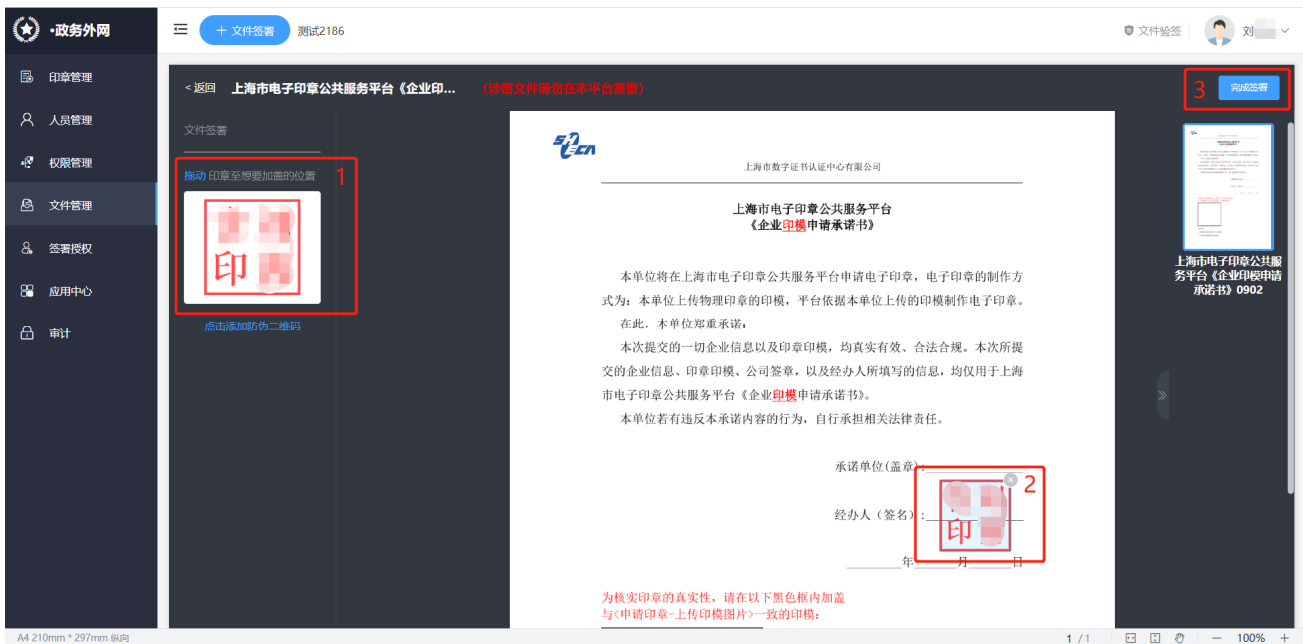 ·政务外网
文件签署
测试2186
文件验签
刘
印章管理
人员管理
权限管理
文件管理
签署授权
应用中心
审计
<返回
上海市电子印章公共服务平台《企业印...
(涉密文件请勿在本平台签署)
3
完成签署
文件签署
拖动 印章至想要加盖的位置
1
印
点击添加防伪二维码
上海市数字证书认证中心有限公司
上海市电子印章公共服务平台
《企业印模申请承诺书》
本单位将在上海市电子印章公共服务平台申请电子印章，电子印章的制作方
式为：本单位上传物理印章的印模，平台依据本单位上传的印模制作电子印章。
在此，本单位郑重承诺：
本次提交的一切企业信息以及印章印模，均真实有效、合法合规。本次所提
交的企业信息、印章印模、公司签章，以及经办人所填写的信息，均仅用于上海
市电子印章公共服务平台《企业印模申请承诺书》。
本单位若有违反本承诺内容的行为，自行承担相关法律责任。
承诺单位(盖章):
2
经办人（签名）:
印
年 月 日
为核实印章的真实性，请在以下黑色框内加盖
与<申请印章-上传印模图片>一致的印模：
上海市电子印章公共服
务平台《企业印模申请
承诺书》0902
A4 210mm * 297mm 纵向
1 / 1
100%